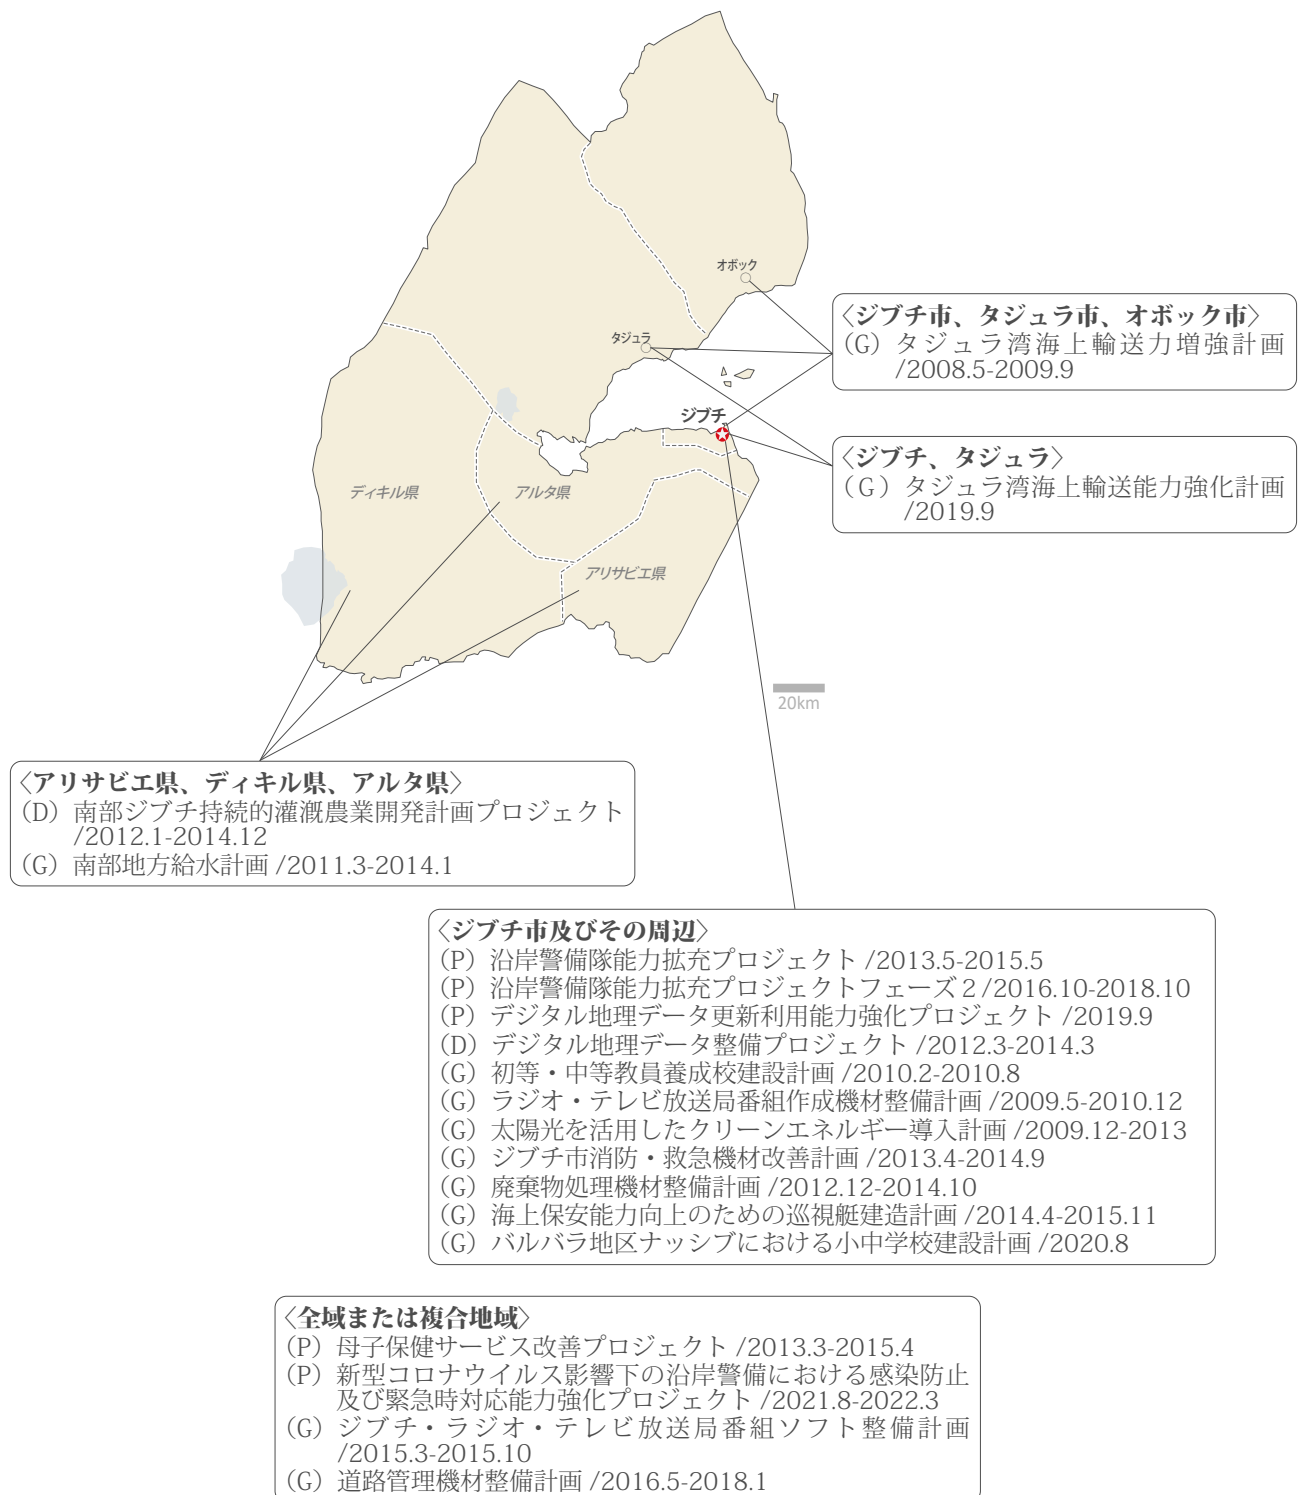 オボック
タジュラ
ジブチ
ディキル県
アルタ県
アリサビエ県
20km
〈ジブチ市、タジュラ市、オボック市〉
(G) タジュラ湾海上輸送力増強計画
/2008.5-2009.9
〈ジブチ、タジュラ〉
(G) タジュラ湾海上輸送能力強化計画
/2019.9
〈アリサビエ県、ディキル県、アルタ県〉
(D) 南部ジブチ持続的灌漑農業開発計画プロジェクト
/2012.1-2014.12
(G) 南部地方給水計画 /2011.3-2014.1
〈ジブチ市及びその周辺〉
(P) 沿岸警備隊能力拡充プロジェクト /2013.5-2015.5
(P) 沿岸警備隊能力拡充プロジェクトフェーズ2 /2016.10-2018.10
(P) デジタル地理データ更新利用能力強化プロジェクト /2019.9
(D) デジタル地理データ整備プロジェクト /2012.3-2014.3
(G) 初等・中等教員養成校建設計画 /2010.2-2010.8
(G) ラジオ・テレビ放送局番組作成機材整備計画 /2009.5-2010.12
(G) 太陽光を活用したクリーンエネルギー導入計画 /2009.12-2013
(G) ジブチ市消防・救急機材改善計画 /2013.4-2014.9
(G) 廃棄物処理機材整備計画 /2012.12-2014.10
(G) 海上保安能力向上のための巡視艇建造計画 /2014.4-2015.11
(G) バルバラ地区ナッシブにおける小中学校建設計画 /2020.8
〈全域または複合地域〉
(P) 母子保健サービス改善プロジェクト /2013.3-2015.4
(P) 新型コロナウイルス影響下の沿岸警備における感染防止
及び緊急時対応能力強化プロジェクト /2021.8-2022.3
(G) ジブチ・ラジオ・テレビ放送局番組ソフト整備計画
/2015.3-2015.10
(G) 道路管理機材整備計画 /2016.5-2018.1